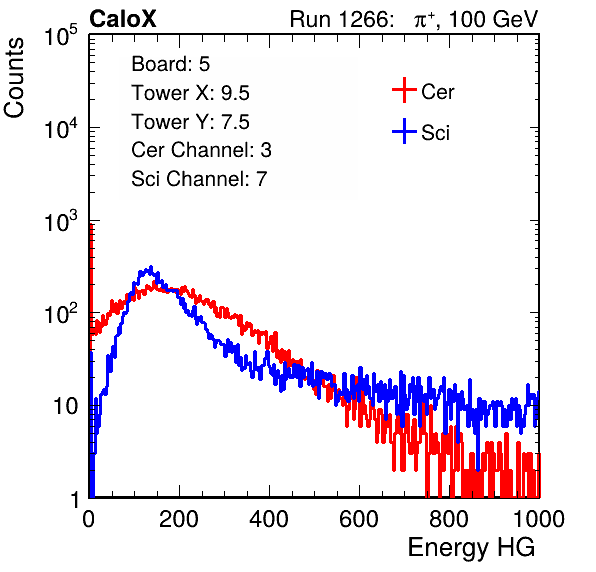 CaloX Run 1266: π⁺, 100 GeV
Counts
10⁵
10⁴
10³
10²
10
1
Board: 5
Tower X: 9.5
Tower Y: 7.5
Cer Channel: 3
Sci Channel: 7
Cer
Sci
0 200 400 600 800 1000
Energy HG